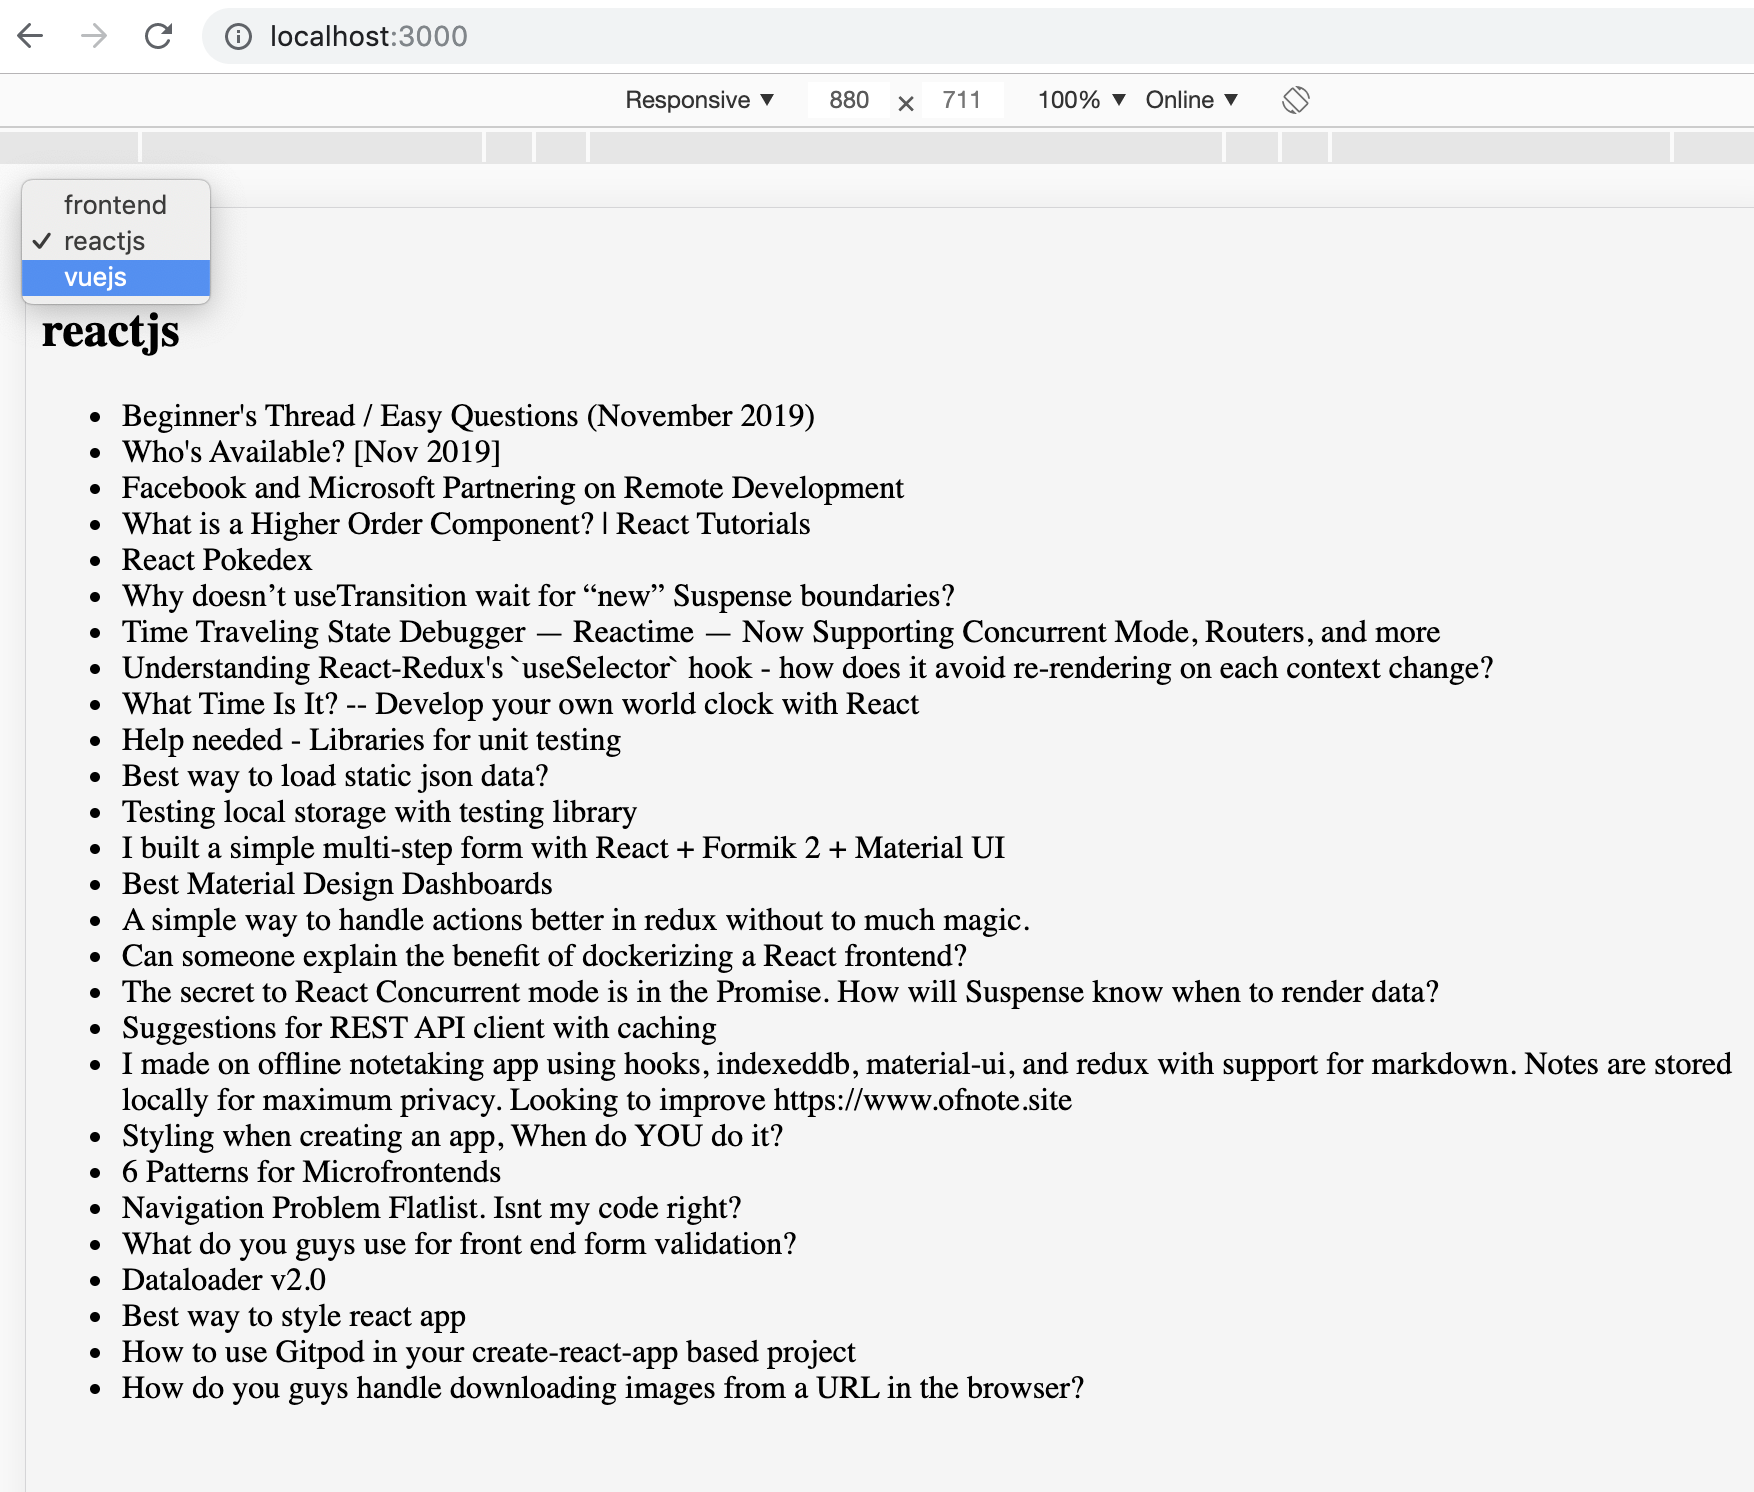 localhost:3000
Responsive ▼ 880 × 711 100% ▼ Online ▼
frontend
✓ reactjs
vuejs
reactjs
• Beginner's Thread / Easy Questions (November 2019)
• Who's Available? [Nov 2019]
• Facebook and Microsoft Partnering on Remote Development
• What is a Higher Order Component? | React Tutorials
• React Pokedex
• Why doesn’t useTransition wait for “new” Suspense boundaries?
• Time Traveling State Debugger — Reactime — Now Supporting Concurrent Mode, Routers, and more
• Understanding React-Redux's `useSelector` hook - how does it avoid re-rendering on each context change?
• What Time Is It? -- Develop your own world clock with React
• Help needed - Libraries for unit testing
• Best way to load static json data?
• Testing local storage with testing library
• I built a simple multi-step form with React + Formik 2 + Material UI
• Best Material Design Dashboards
• A simple way to handle actions better in redux without to much magic.
• Can someone explain the benefit of dockerizing a React frontend?
• The secret to React Concurrent mode is in the Promise. How will Suspense know when to render data?
• Suggestions for REST API client with caching
• I made on offline notetaking app using hooks, indexeddb, material-ui, and redux with support for markdown. Notes are stored
locally for maximum privacy. Looking to improve https://www.ofnote.site
• Styling when creating an app, When do YOU do it?
• 6 Patterns for Microfrontends
• Navigation Problem Flatlist. Isnt my code right?
• What do you guys use for front end form validation?
• Dataloader v2.0
• Best way to style react app
• How to use Gitpod in your create-react-app based project
• How do you guys handle downloading images from a URL in the browser?